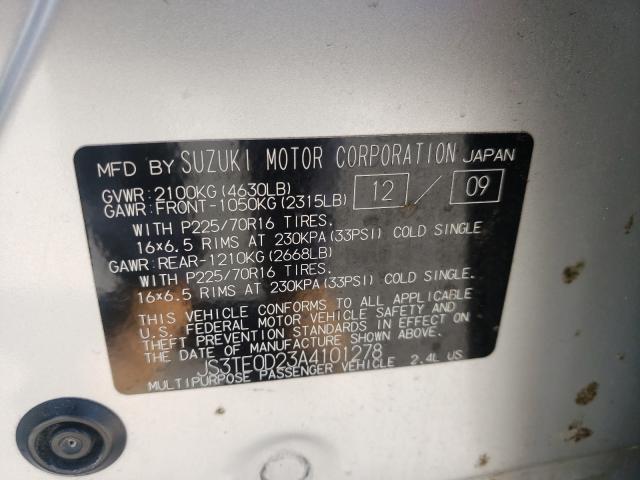 MFD BY SUZUKI MOTOR CORPORATION JAPAN
GVWR: 2100KG (4630LB)
GAWR: FRONT-1050KG (2315LB) 12 / 09
WITH P225/70R16 TIRES.
16×6.5 RIMS AT 230KPA (33PSI) COLD SINGLE
GAWR: REAR-1210KG (2668LB)
WITH P225/70R16 TIRES.
16×6.5 RIMS AT 230KPA (33PSI) COLD SINGLE.
THIS VEHICLE CONFORMS TO ALL APPLICABLE
U.S. FEDERAL MOTOR VEHICLE SAFETY AND
THEFT PREVENTION STANDARDS IN EFFECT ON
THE DATE OF MANUFACTURE SHOWN ABOVE.
JS3TE0D23A4101278
MULTIPURPOSE PASSENGER VEHICLE 2.4L US